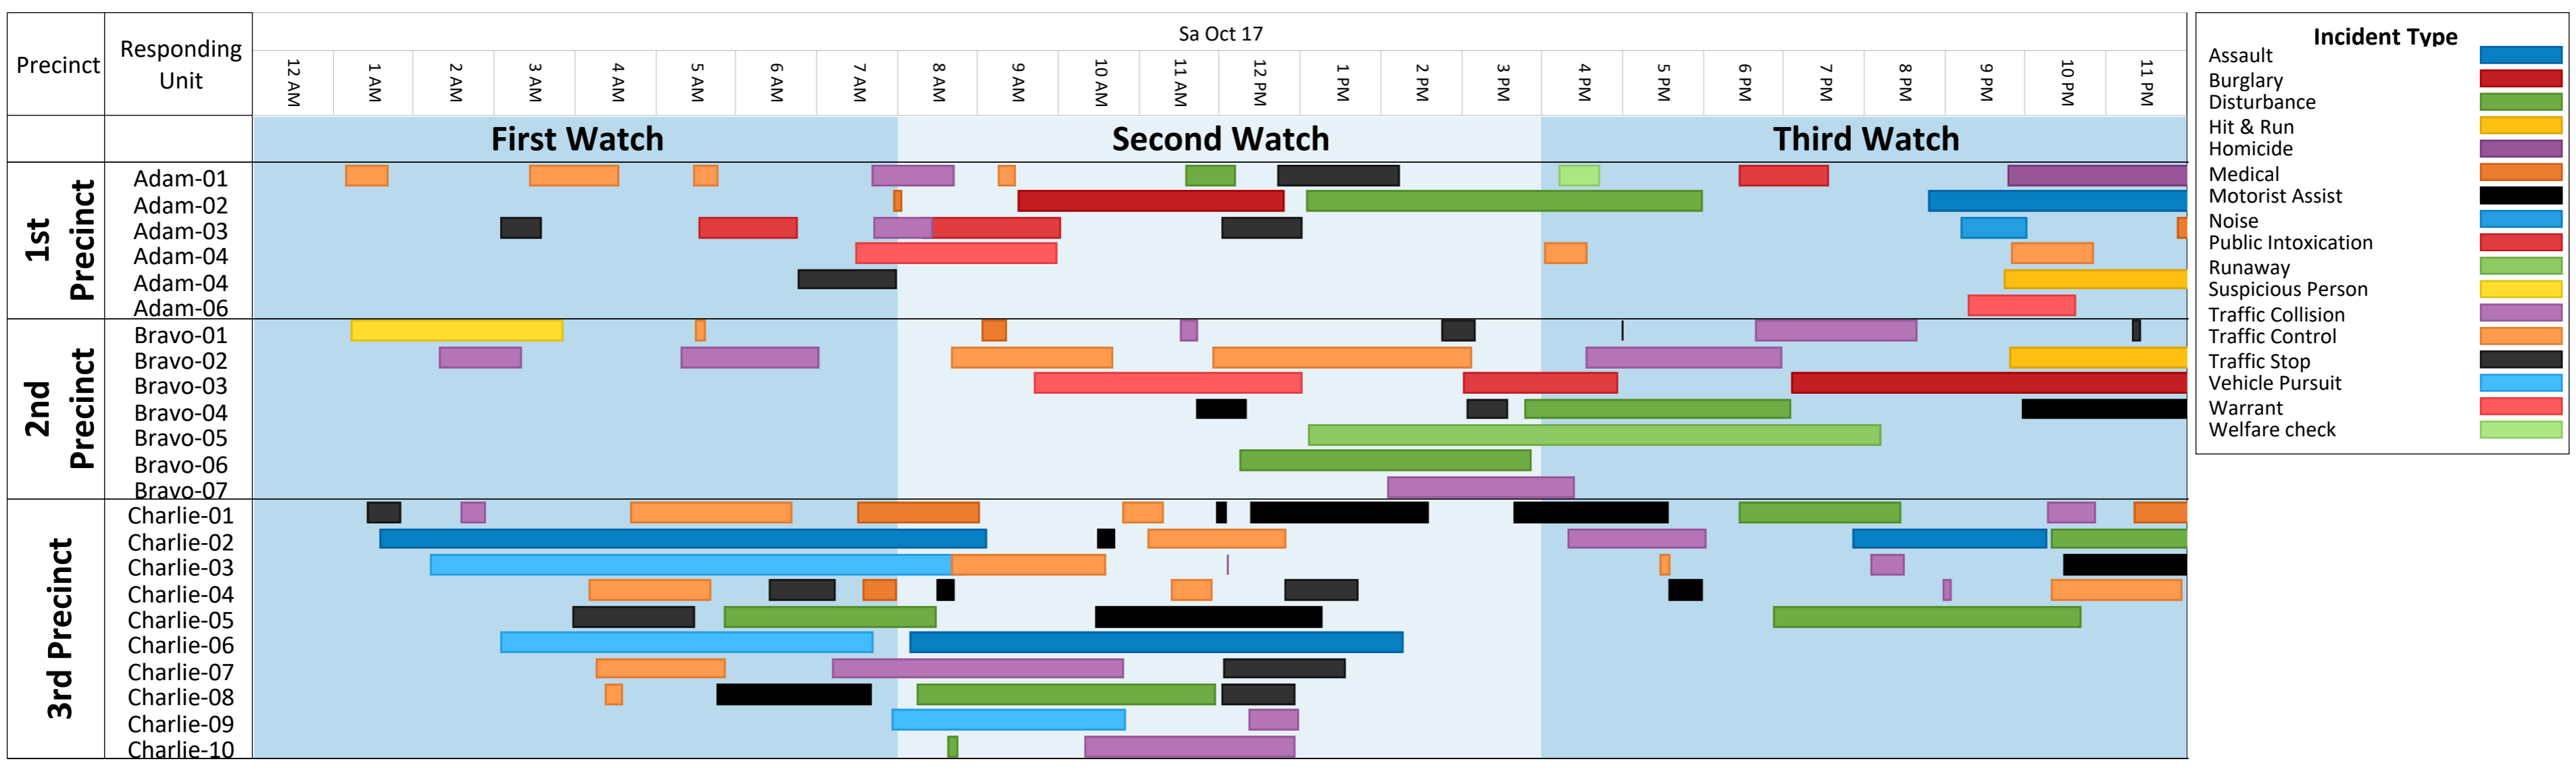 Sa Oct 17
Precinct
Responding
Unit
12 AM
1 AM
2 AM
3 AM
4 AM
5 AM
6 AM
7 AM
8 AM
9 AM
10 AM
11 AM
12 PM
1 PM
2 PM
3 PM
4 PM
5 PM
6 PM
7 PM
8 PM
9 PM
10 PM
11 PM
First Watch
Second Watch
Third Watch
1st
Precinct
Adam-01
Adam-02
Adam-03
Adam-04
Adam-04
Adam-06
2nd
Precinct
Bravo-01
Bravo-02
Bravo-03
Bravo-04
Bravo-05
Bravo-06
Bravo-07
3rd Precinct
Charlie-01
Charlie-02
Charlie-03
Charlie-04
Charlie-05
Charlie-06
Charlie-07
Charlie-08
Charlie-09
Charlie-10
Incident Type
Assault
Burglary
Disturbance
Hit & Run
Homicide
Medical
Motorist Assist
Noise
Public Intoxication
Runaway
Suspicious Person
Traffic Collision
Traffic Control
Traffic Stop
Vehicle Pursuit
Warrant
Welfare check